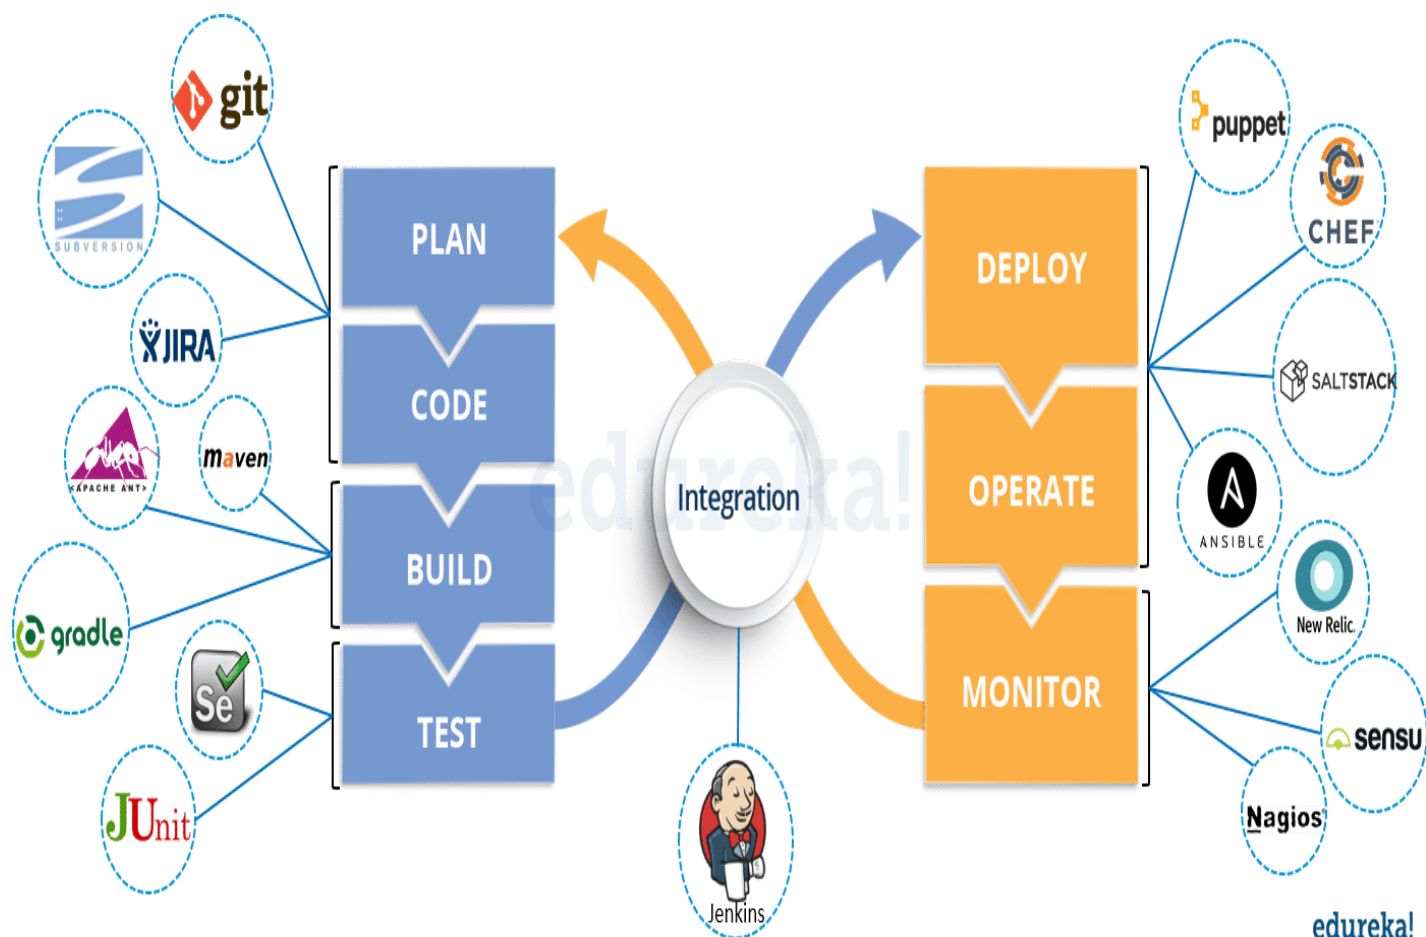 git
SUBVERSION
JIRA
<APACHE ANT>
maven
gradle
Se
JUnit
PLAN
CODE
BUILD
TEST
edureka!
Integration
Jenkins
DEPLOY
OPERATE
MONITOR
puppet
CHEF
SALTSTACK
ANSIBLE
New Relic.
sensu
Nagios®
edureka!